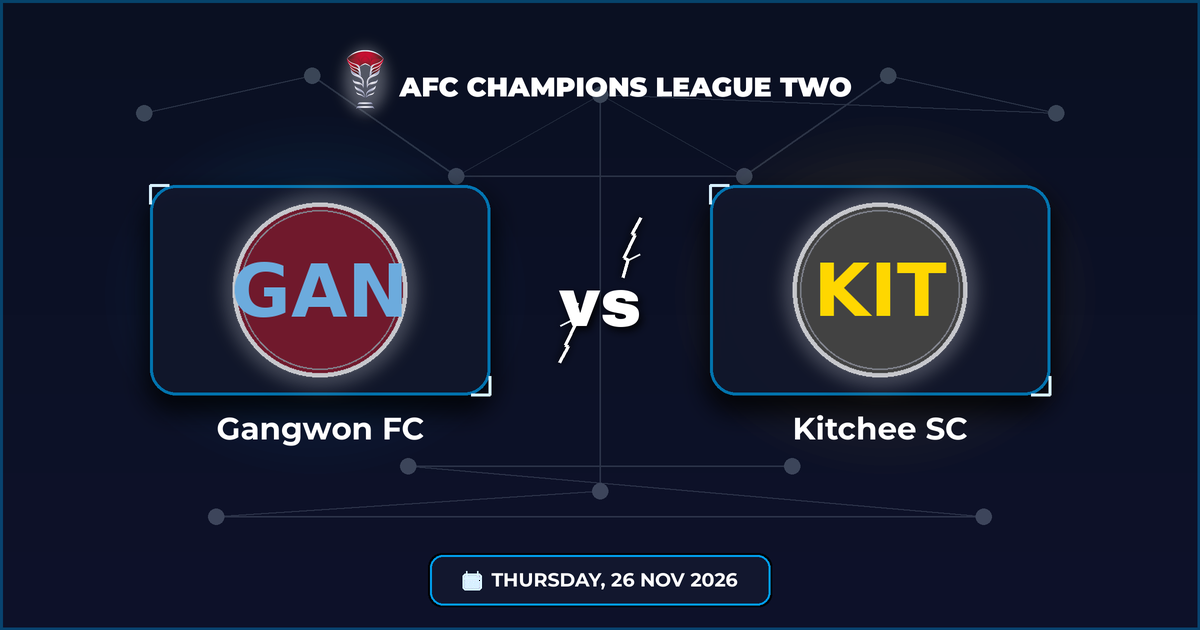 AFC CHAMPIONS LEAGUE TWO
GAN
VS
KIT
Gangwon FC
Kitchee SC
THURSDAY, 26 NOV 2026